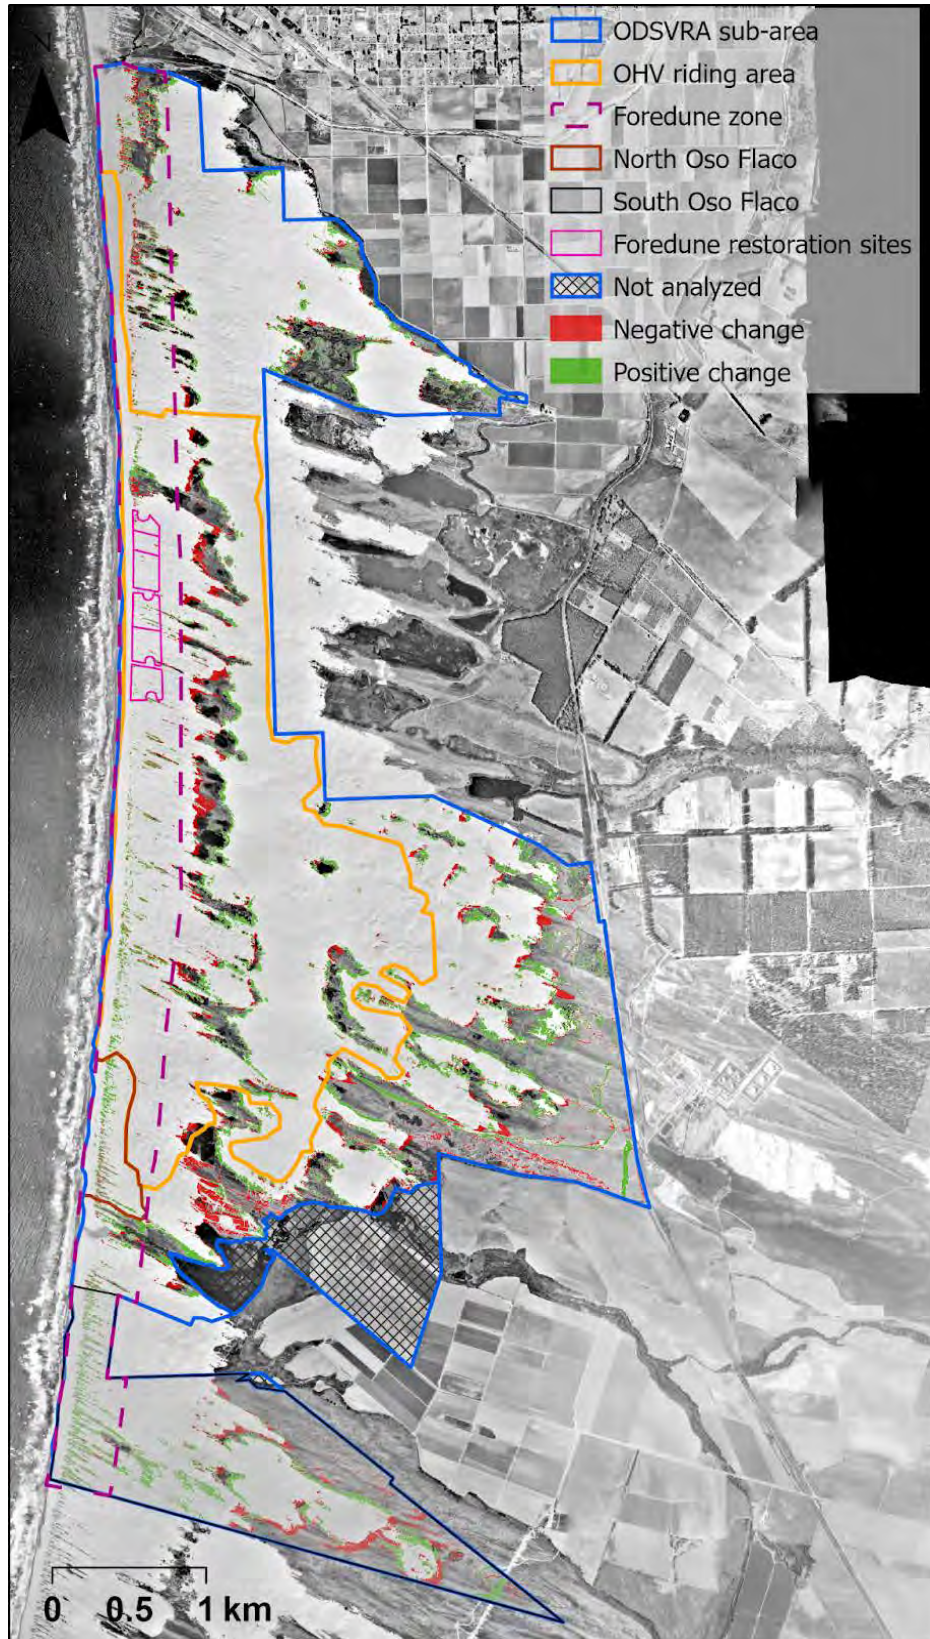 N
ODSVRA sub-area
OHV riding area
Foredune zone
North Oso Flaco
South Oso Flaco
Foredune restoration sites
Not analyzed
Negative change
Positive change
0 0.5 1 km